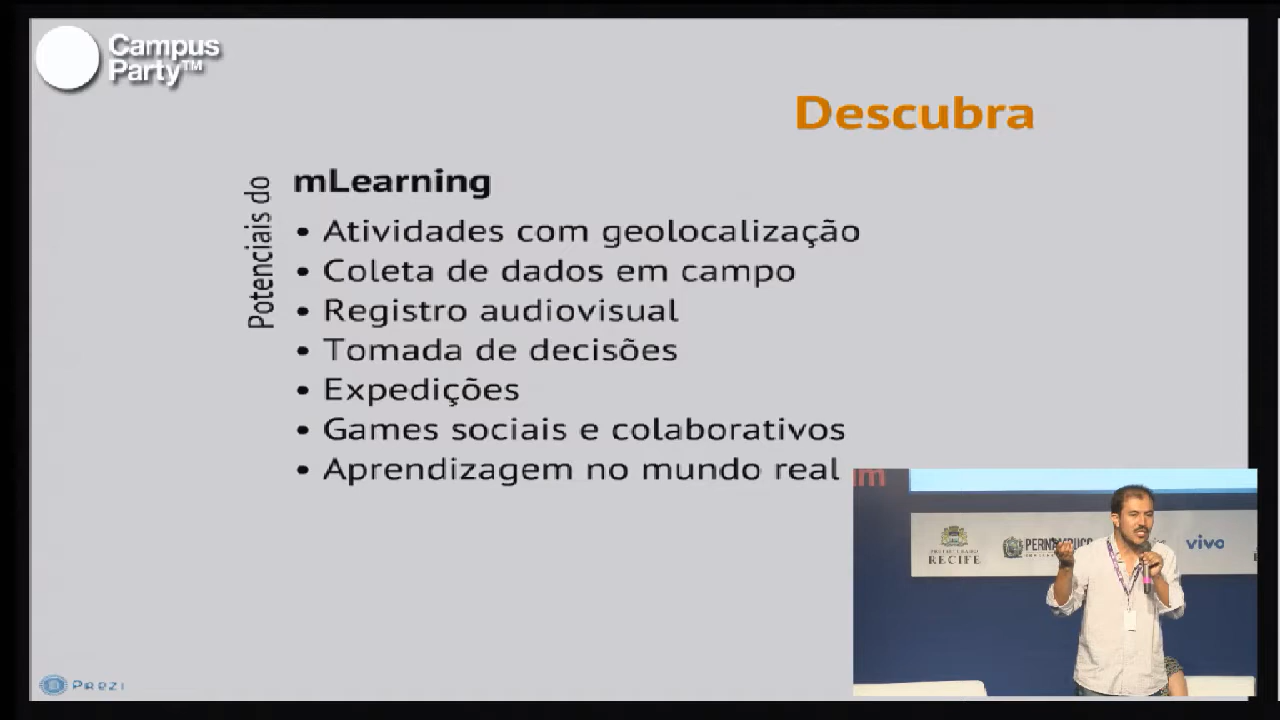 Campus
Party™
Descubra
Potenciais do
mLearning
• Atividades com geolocalização
• Coleta de dados em campo
• Registro audiovisual
• Tomada de decisões
• Expedições
• Games sociais e colaborativos
• Aprendizagem no mundo real
RECIFE
vivo
Prezi